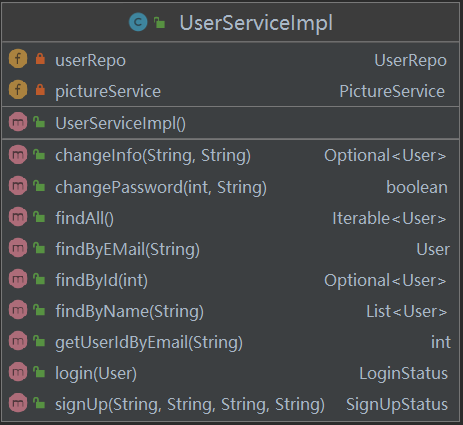 UserServiceImpl
userRepo UserRepo
pictureService PictureService
UserServiceImpl()
changeInfo(String, String) Optional<User>
changePassword(int, String) boolean
findAll() Iterable<User>
findByEMail(String) User
findById(int) Optional<User>
findByName(String) List<User>
getUserIdByEmail(String) int
login(User) LoginStatus
signUp(String, String, String, String) SignUpStatus